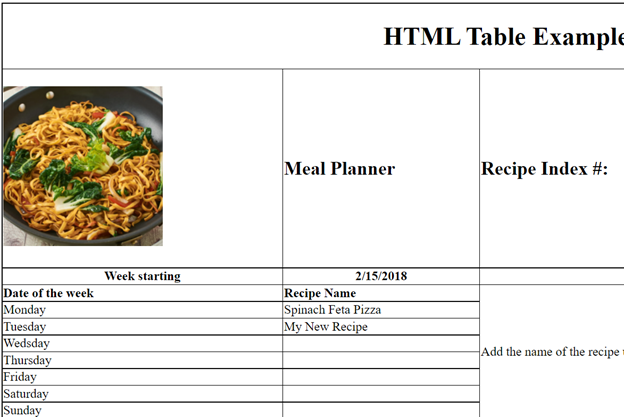 HTML Table Example
Meal Planner
Recipe Index #:
Week starting 2/15/2018
Date of the week Recipe Name
Monday Spinach Feta Pizza
Tuesday My New Recipe
Wedsday
Thursday
Add the name of the recipe
Friday
Saturday
Sunday